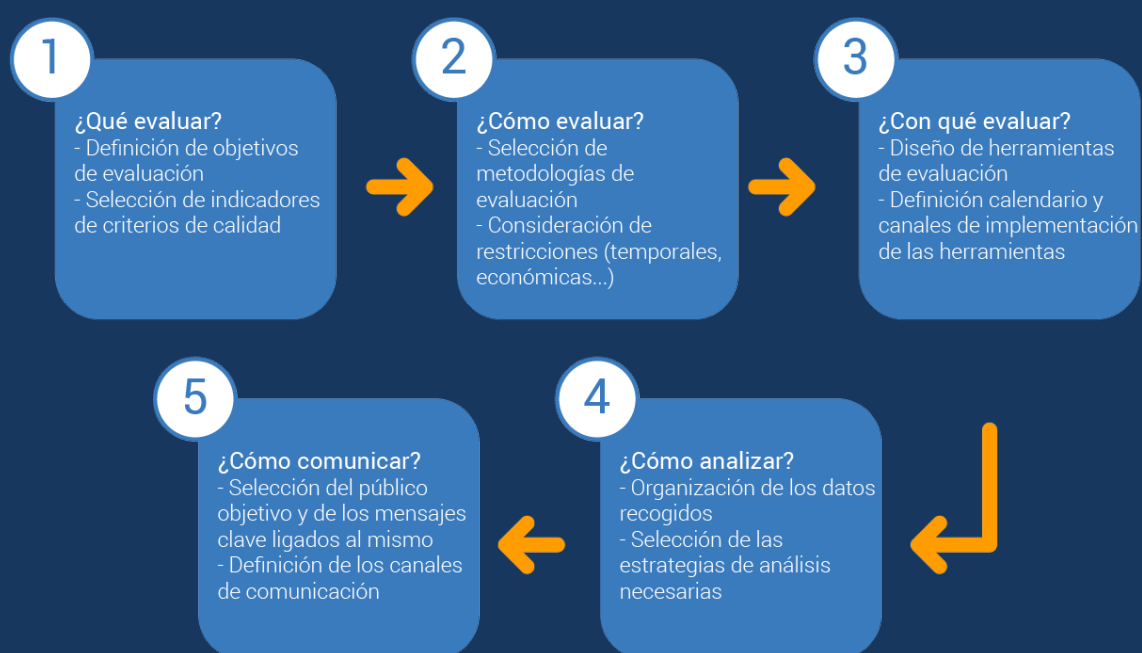 1
¿Qué evaluar?
- Definición de objetivos
de evaluación
- Selección de indicadores
de criterios de calidad
2
¿Cómo evaluar?
- Selección de
metodologías de
evaluación
- Consideración de
restricciones (temporales,
económicas...)
3
¿Con qué evaluar?
- Diseño de herramientas
de evaluación
- Definición calendario y
canales de implementación
de las herramientas
4
¿Cómo analizar?
- Organización de los datos
recogidos
- Selección de las
estrategias de análisis
necesarias
5
¿Cómo comunicar?
- Selección del público
objetivo y de los mensajes
clave ligados al mismo
- Definición de los canales
de comunicación